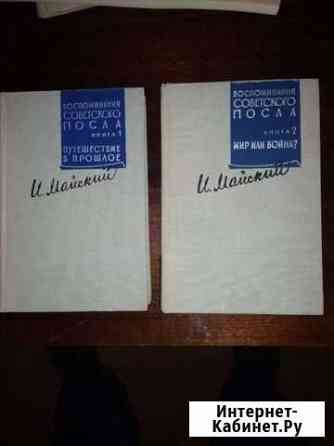 ВОСПОМИНАНИЯ
СОВЕТСКОГО
ПОСЛА
КНИГА 1
ПУТЕШЕСТВИЕ
В ПРОШЛОЕ
И. Майский
ВОСПОМИНАНИЯ
СОВЕТСКОГО
ПОСЛА
КНИГА 2
МИР ИЛИ ВОЙНА?
И. Майский
Интернет-
Кабинет.Ру